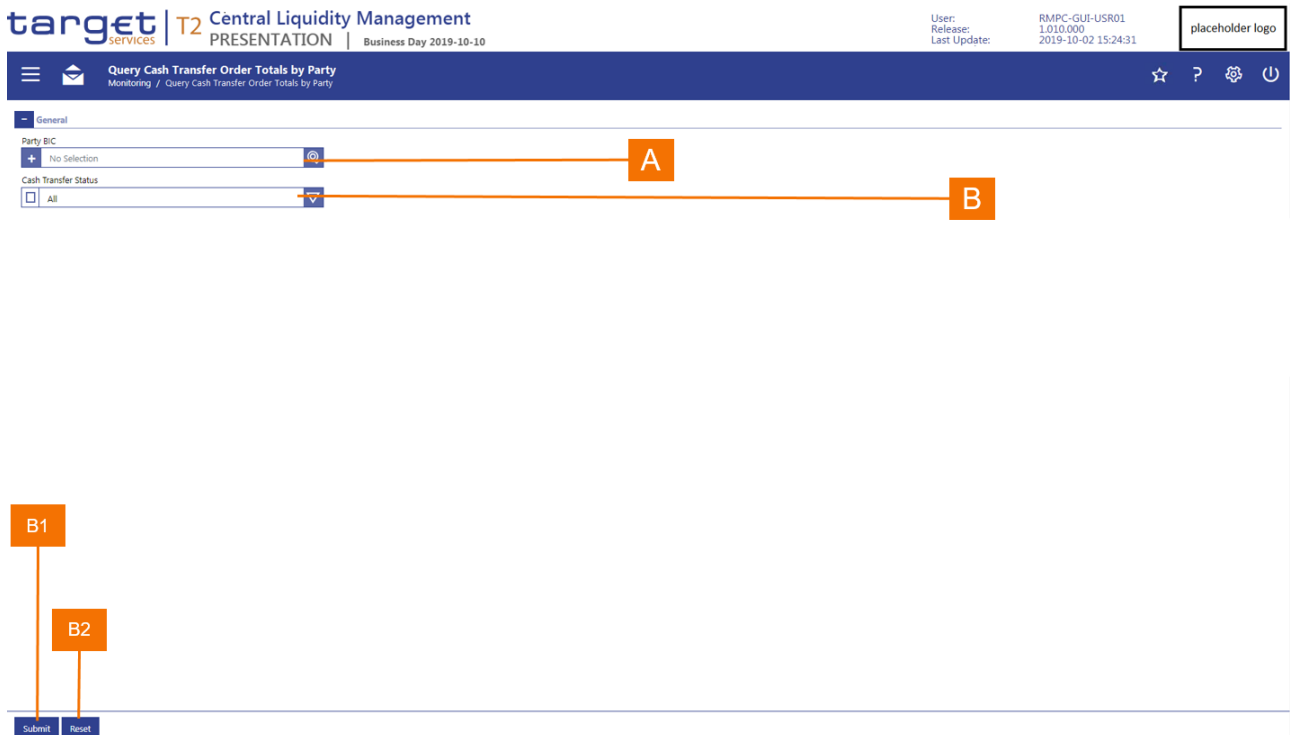 target services | T2 Central Liquidity Management
PRESENTATION | Business Day 2019-10-10
User: RMPC-GUI-USR01
Release: 1.010.000
Last Update: 2019-10-02 15:24:31
placeholder logo
Query Cash Transfer Order Totals by Party
Monitoring / Query Cash Transfer Order Totals by Party
?
− General
Party BIC
+ No Selection
A
Cash Transfer Status
All
B
B1
B2
Submit Reset